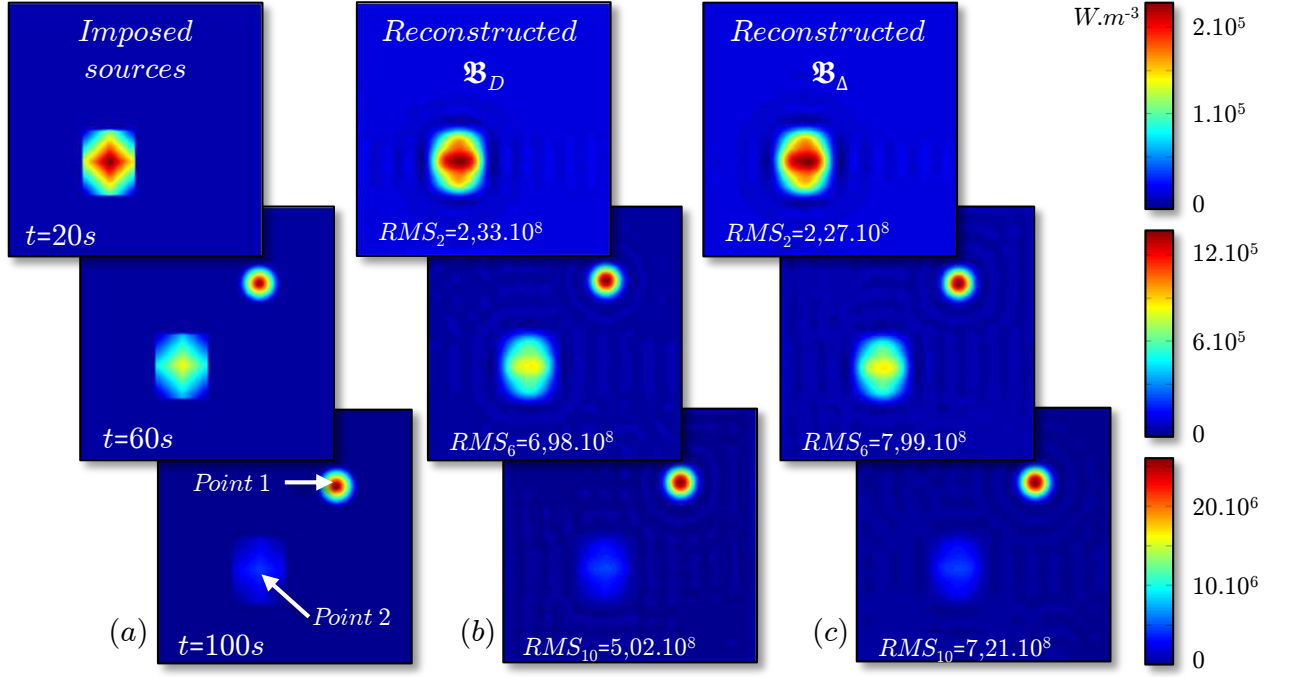 Imposed
sources
t=20s
t=60s
Point 1
Point 2
(a)
t=100s
Reconstructed
𝕭D
RMS2=2,33.10⁸
RMS6=6,98.10⁸
(b)
RMS10=5,02.10⁸
Reconstructed
𝕭Δ
RMS2=2,27.10⁸
RMS6=7,99.10⁸
(c)
RMS10=7,21.10⁸
W.m⁻³
2.10⁵
1.10⁵
0
12.10⁵
6.10⁵
0
20.10⁶
10.10⁶
0